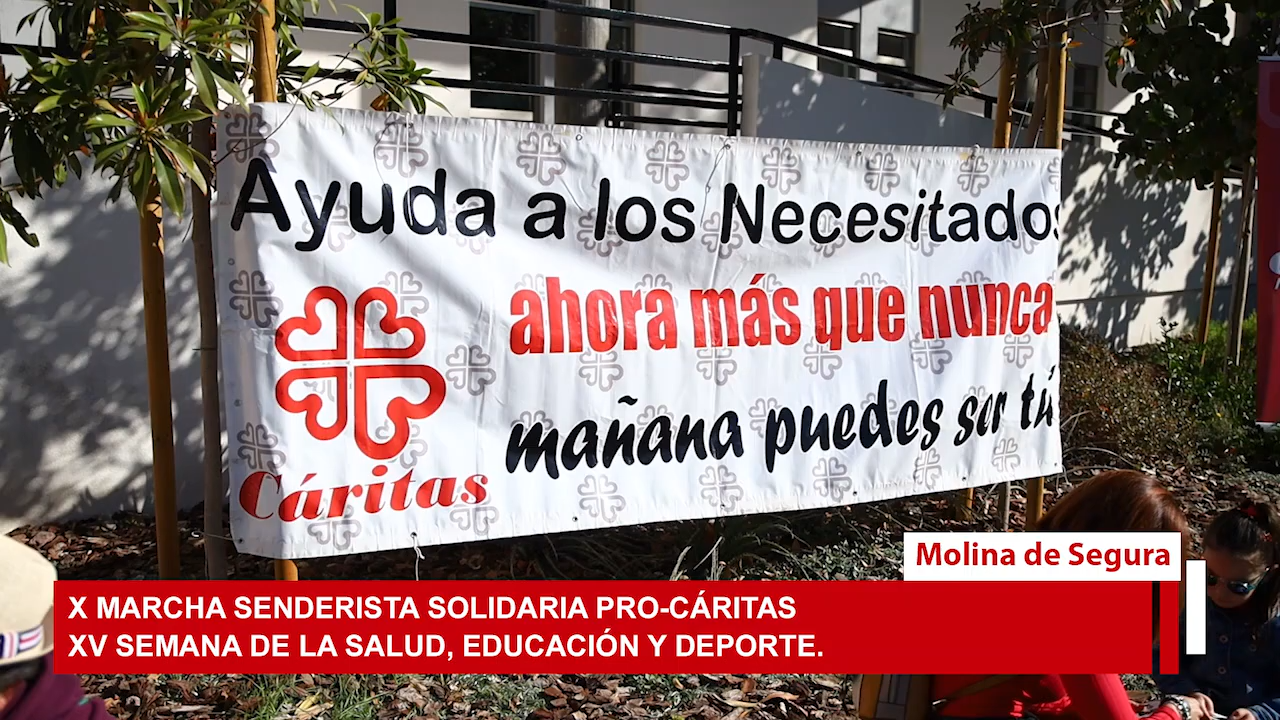 Ayuda a los Necesitados
ahora más que nunca
mañana puedes ser tú
Cáritas
Molina de Segura
X MARCHA SENDERISTA SOLIDARIA PRO-CÁRITAS
XV SEMANA DE LA SALUD, EDUCACIÓN Y DEPORTE.